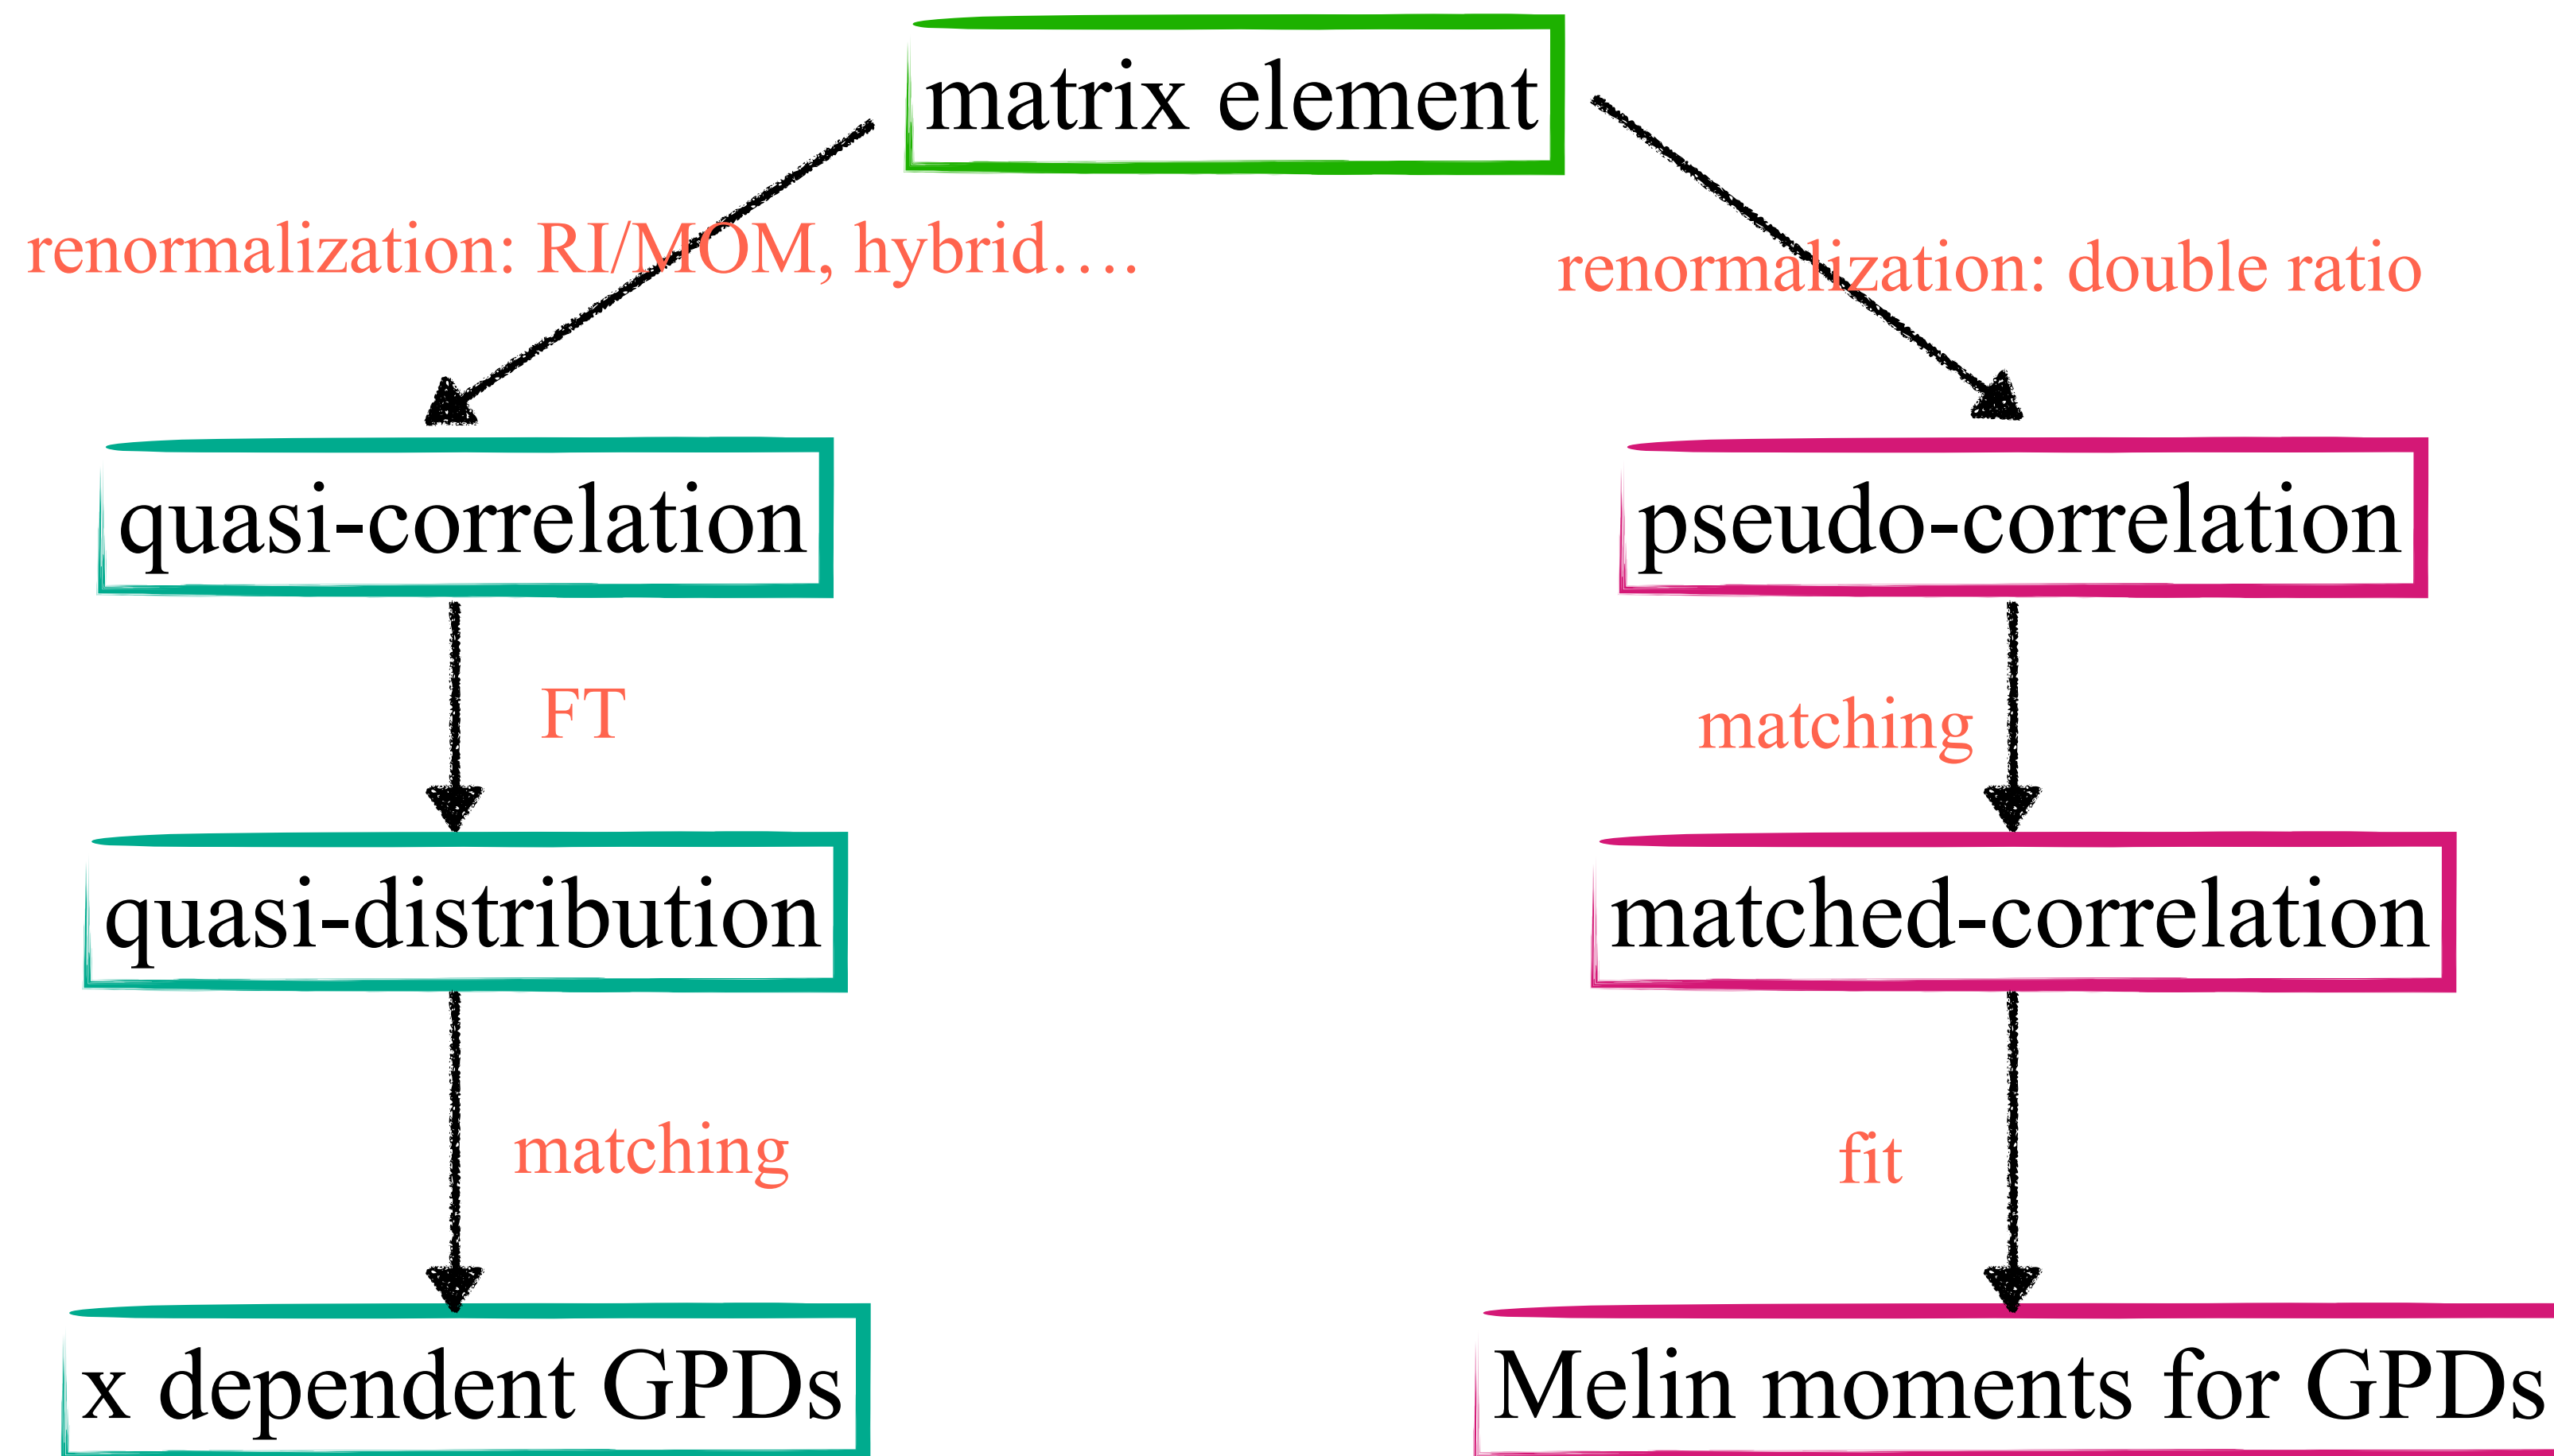 matrix element
renormalization: RI/MOM, hybrid….
renormalization: double ratio
quasi-correlation
pseudo-correlation
FT
matching
quasi-distribution
matched-correlation
matching
fit
x dependent GPDs
Melin moments for GPDs